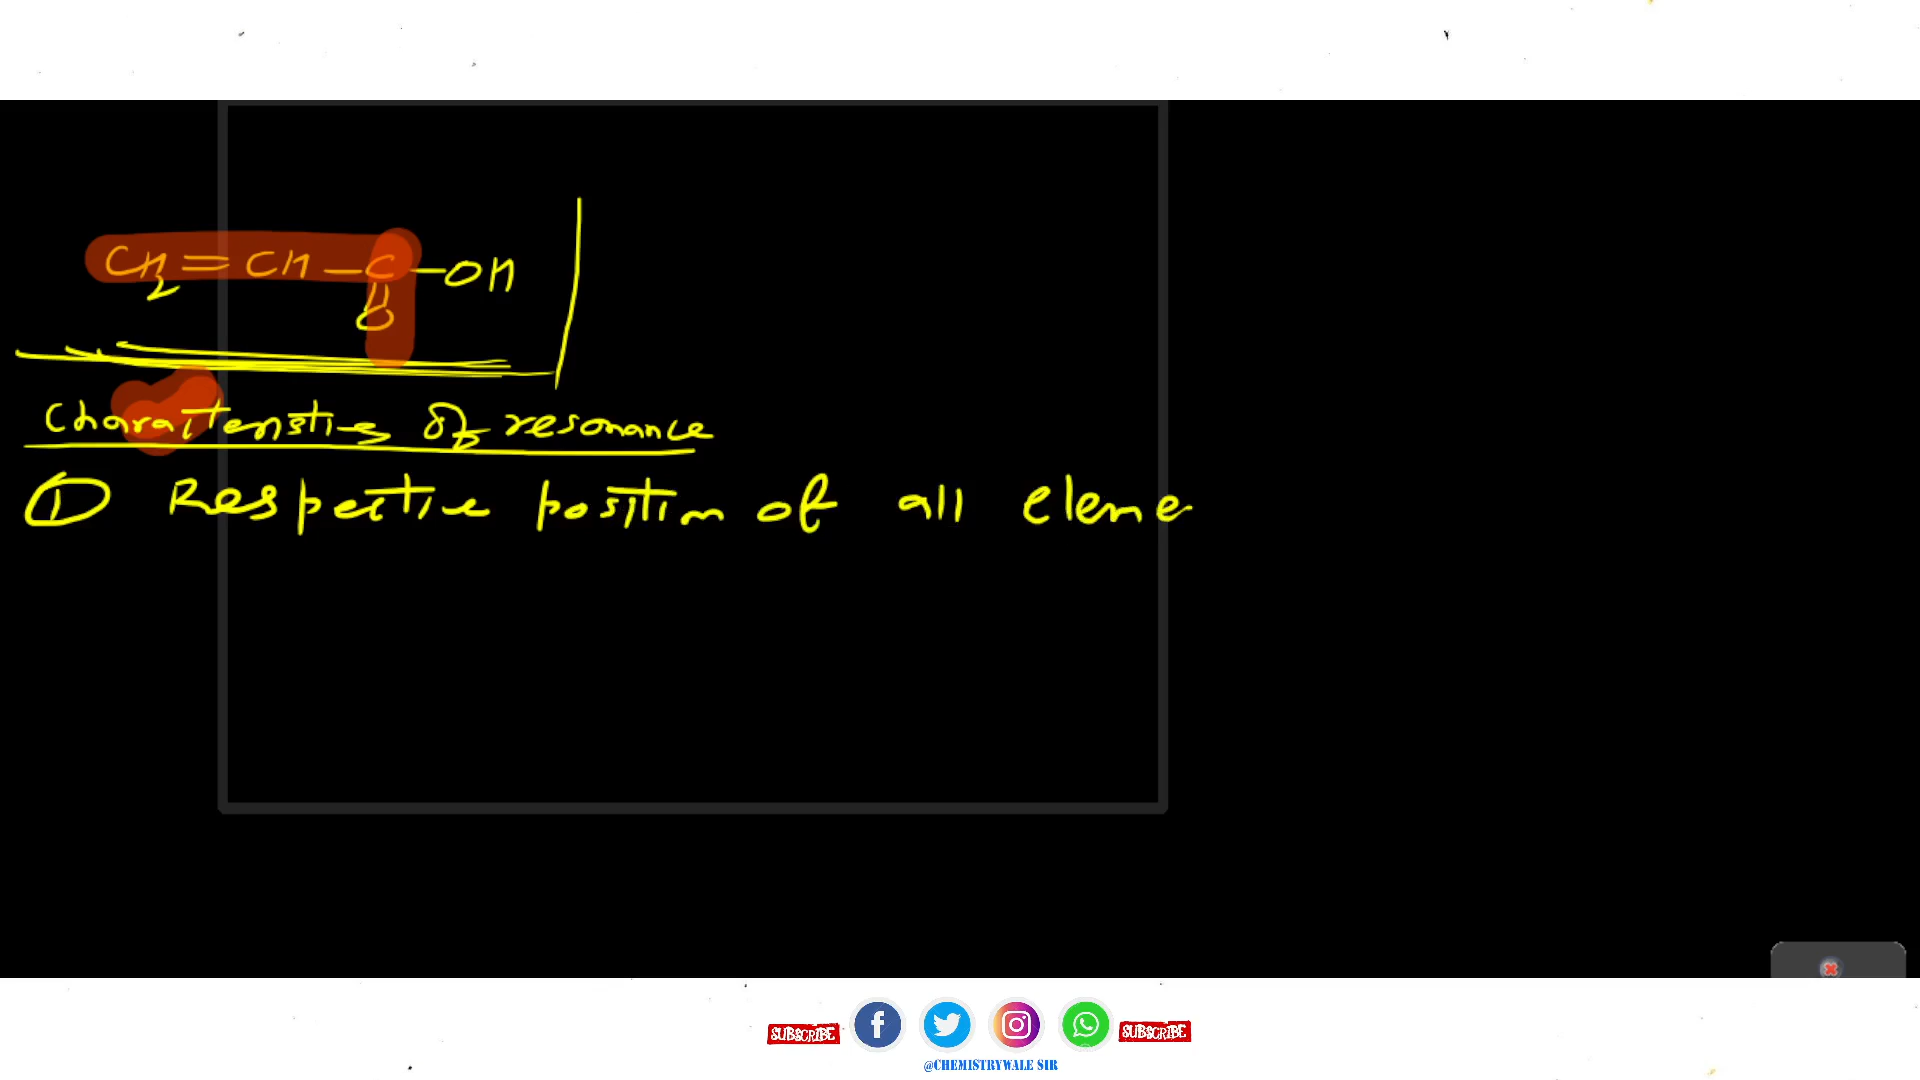 CH2 = CH - C - OH
||
O
Characteristics of resonance
① Respective position of all eleme
SUBSCRIBE SUBSCRIBE
@CHEMISTRYWALE SIR